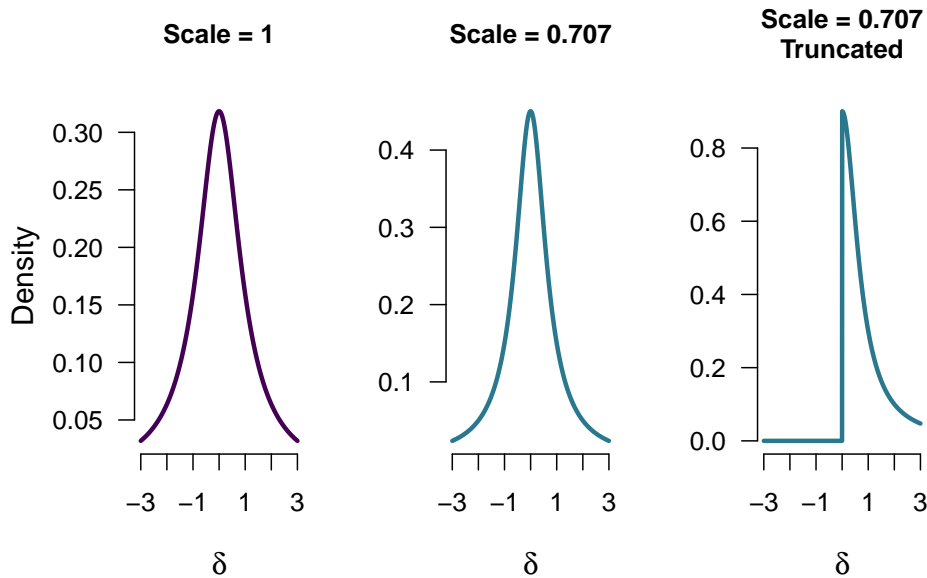 Scale = 1
Scale = 0.707
Scale = 0.707
Truncated
Density
0.30
0.25
0.20
0.15
0.10
0.05
−3 −1 1 3
δ
0.4
0.3
0.2
0.1
−3 −1 1 3
δ
0.8
0.6
0.4
0.2
0.0
−3 −1 1 3
δ